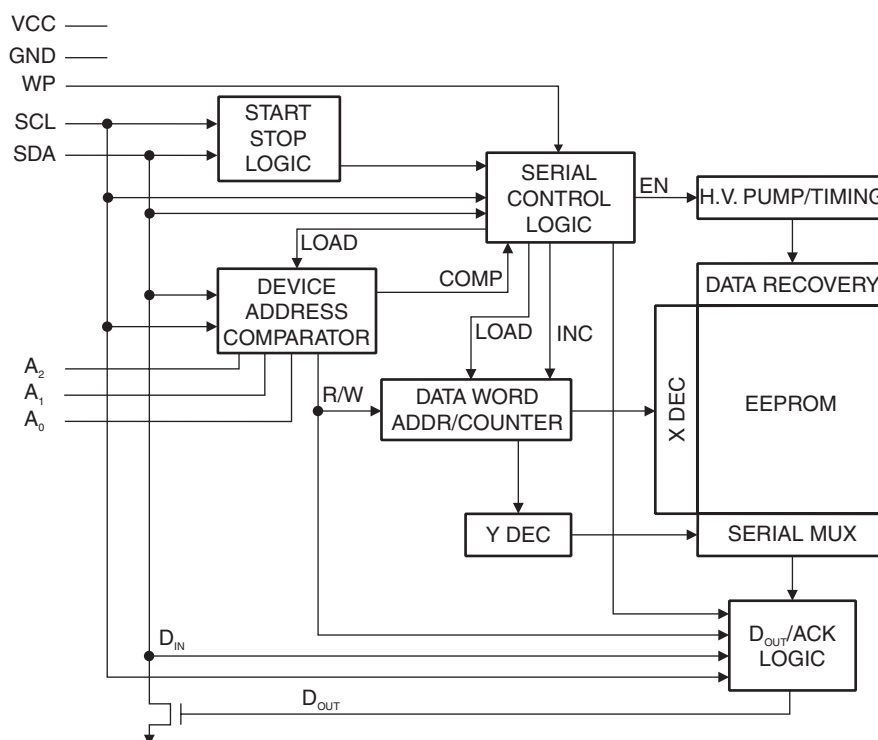 VCC
GND
WP
SCL
SDA
START
STOP
LOGIC
SERIAL
CONTROL
LOGIC
EN
H.V. PUMP/TIMING
LOAD
COMP
DEVICE
ADDRESS
COMPARATOR
DATA RECOVERY
LOAD
INC
A2
A1
A0
R/W
DATA WORD
ADDR/COUNTER
X DEC
EEPROM
Y DEC
SERIAL MUX
DIN
DOUT/ACK
LOGIC
DOUT